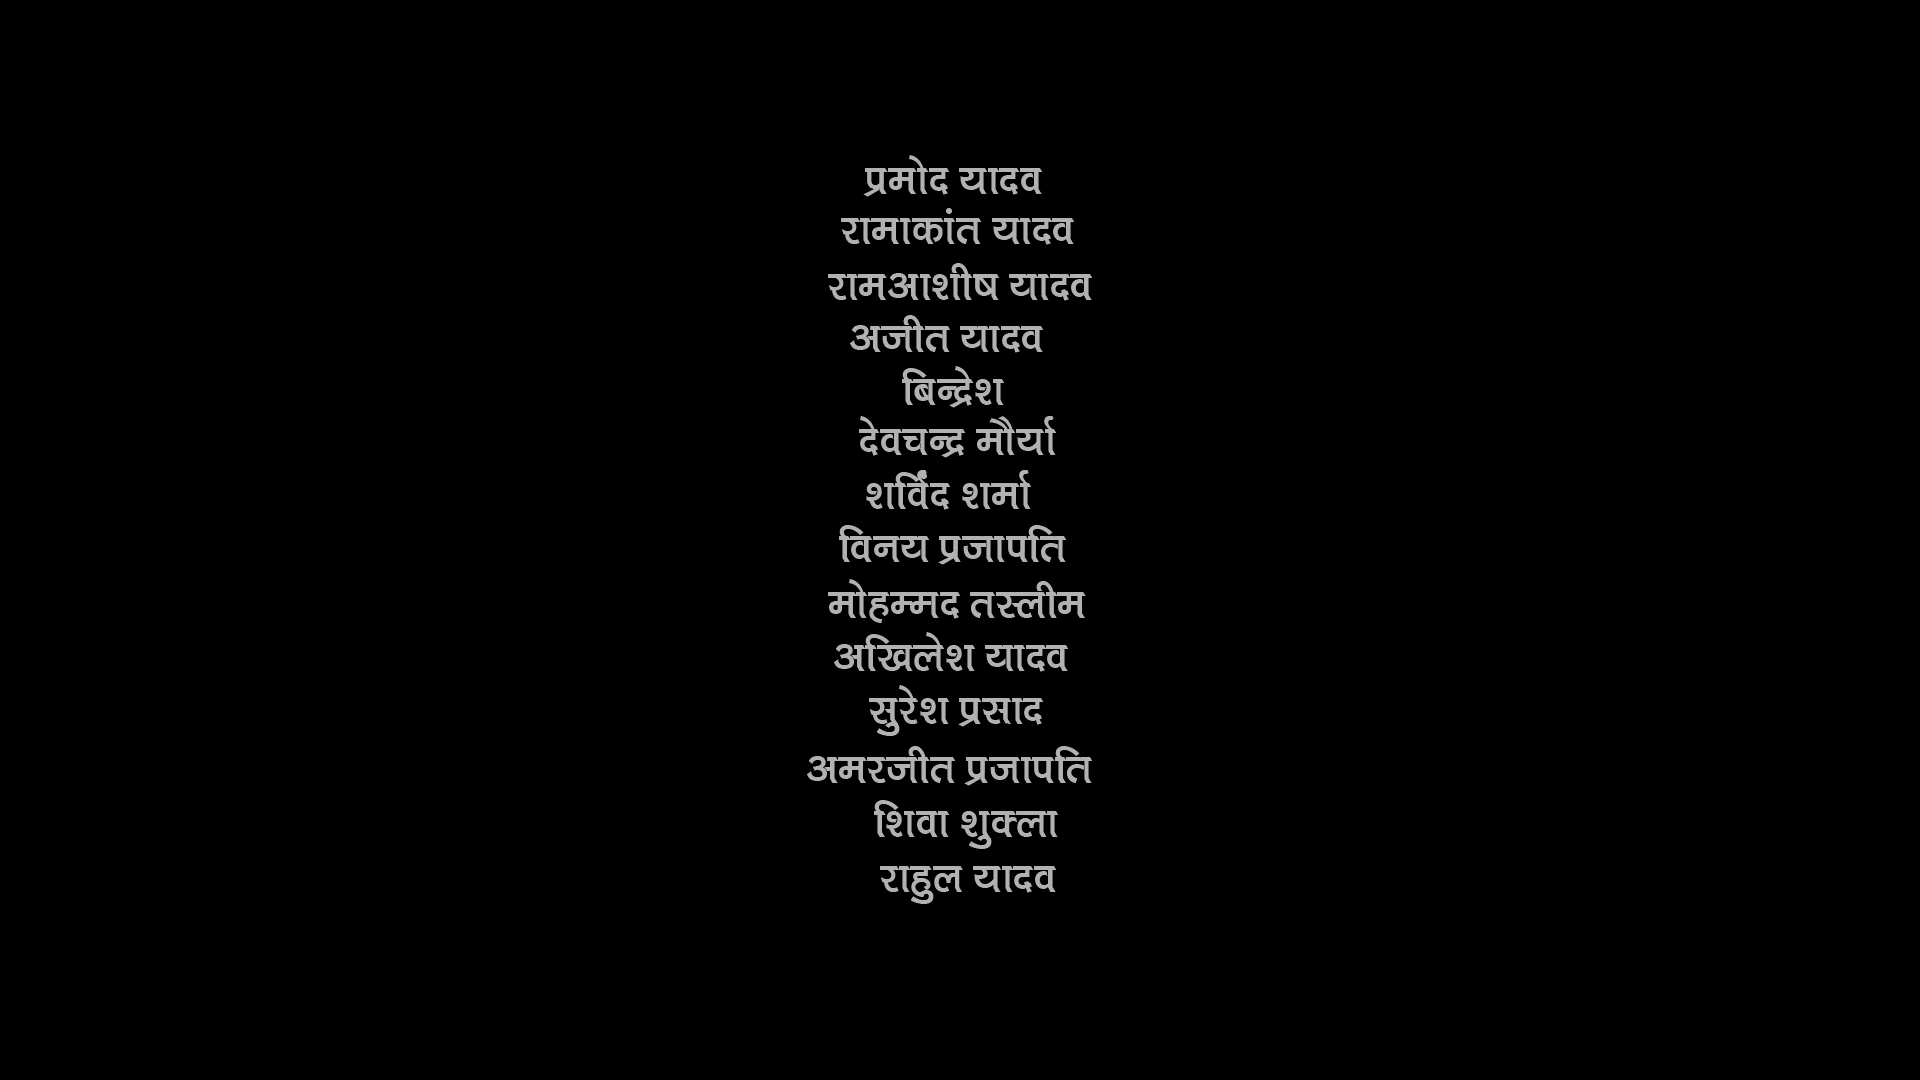 प्रमोद यादव
रामाकांत यादव
रामआशीष यादव
अजीत यादव
बिन्द्रेश
देवचन्द्र मौर्या
शर्विंद शर्मा
विनय प्रजापति
मोहम्मद तस्लीम
अखिलेश यादव
सुरेश प्रसाद
अमरजीत प्रजापति
शिवा शुक्ला
राहुल यादव